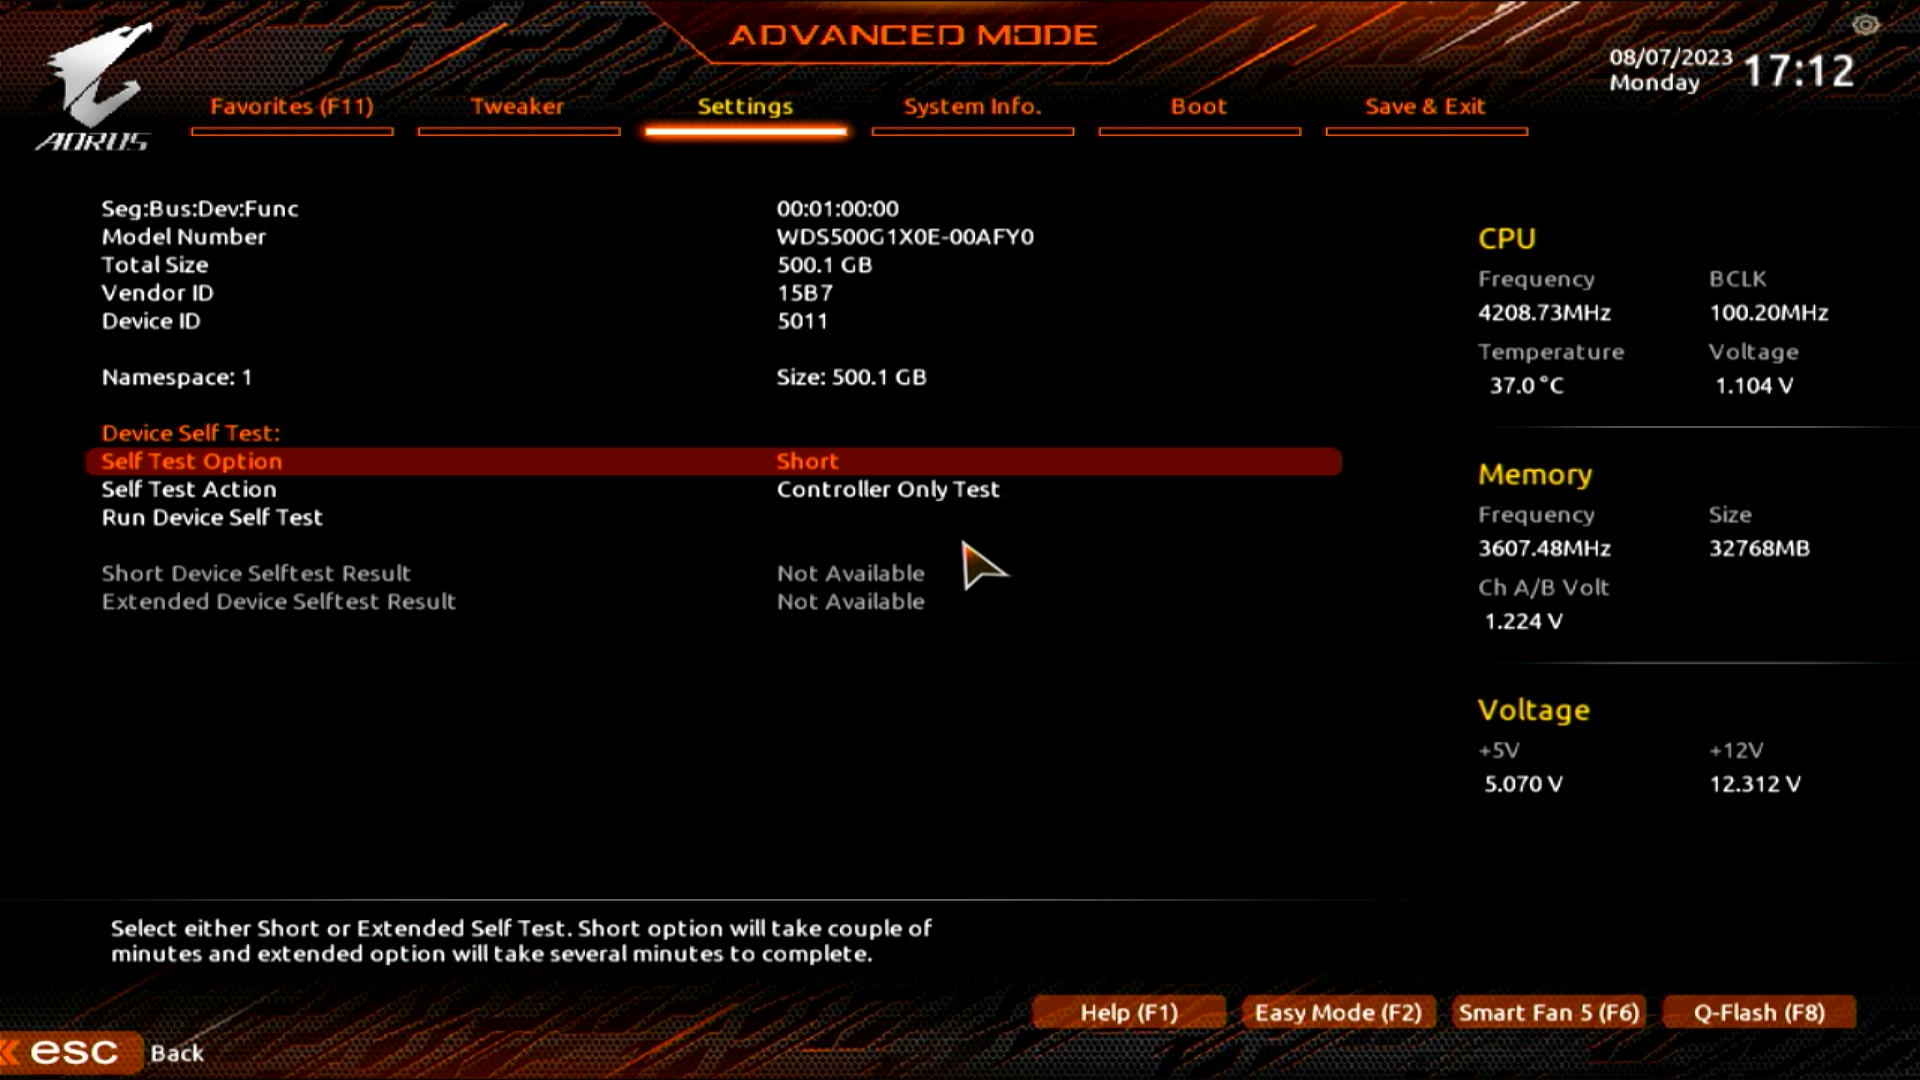 ADVANCED MODE
AORUS
08/07/2023
Monday
17:12
Favorites (F11)
Tweaker
Settings
System Info.
Boot
Save & Exit
Seg:Bus:Dev:Func 00:01:00:00
Model Number WDS500G1X0E-00AFY0
Total Size 500.1 GB
Vendor ID 15B7
Device ID 5011
Namespace: 1 Size: 500.1 GB
Device Self Test:
Self Test Option Short
Self Test Action Controller Only Test
Run Device Self Test
Short Device Selftest Result Not Available
Extended Device Selftest Result Not Available
CPU
Frequency BCLK
4208.73MHz 100.20MHz
Temperature Voltage
37.0 °C 1.104 V
Memory
Frequency Size
3607.48MHz 32768MB
Ch A/B Volt
1.224 V
Voltage
+5V +12V
5.070 V 12.312 V
Select either Short or Extended Self Test. Short option will take couple of
minutes and extended option will take several minutes to complete.
Help (F1)
Easy Mode (F2)
Smart Fan 5 (F6)
Q-Flash (F8)
esc Back